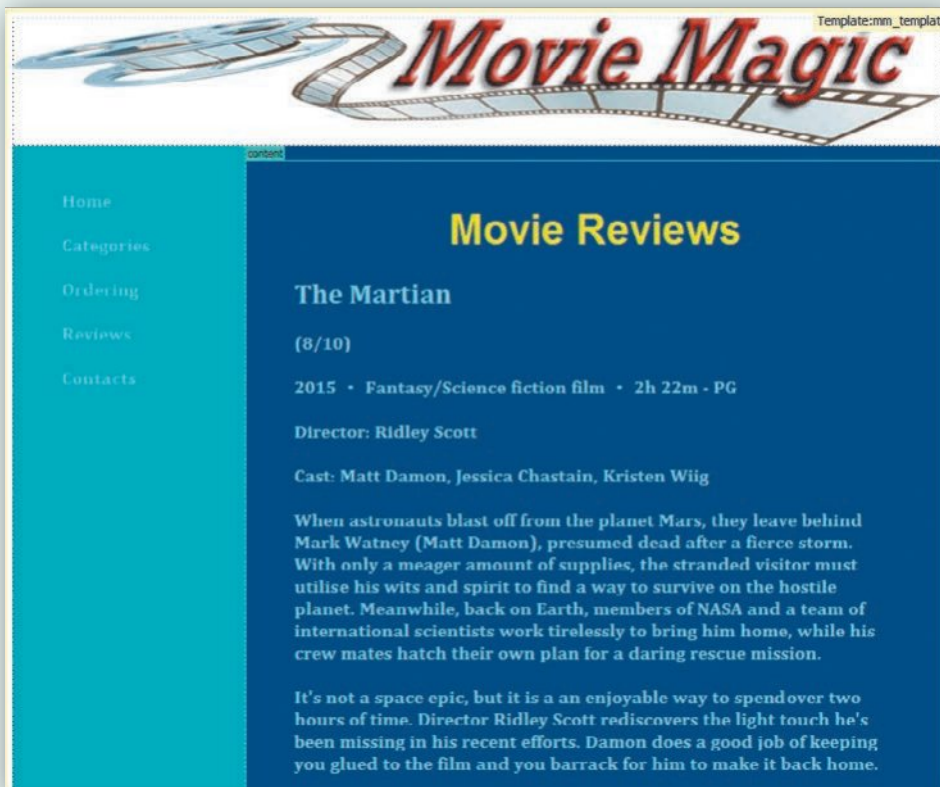 Template:mm_templat
Movie Magic
content
Home
Categories
Ordering
Reviews
Contacts
Movie Reviews
The Martian
(8/10)
2015 • Fantasy/Science fiction film • 2h 22m - PG
Director: Ridley Scott
Cast: Matt Damon, Jessica Chastain, Kristen Wiig
When astronauts blast off from the planet Mars, they leave behind
Mark Watney (Matt Damon), presumed dead after a fierce storm.
With only a meager amount of supplies, the stranded visitor must
utilise his wits and spirit to find a way to survive on the hostile
planet. Meanwhile, back on Earth, members of NASA and a team of
international scientists work tirelessly to bring him home, while his
crew mates hatch their own plan for a daring rescue mission.
It's not a space epic, but it is a an enjoyable way to spendover two
hours of time. Director Ridley Scott rediscovers the light touch he's
been missing in his recent efforts. Damon does a good job of keeping
you glued to the film and you barrack for him to make it back home.